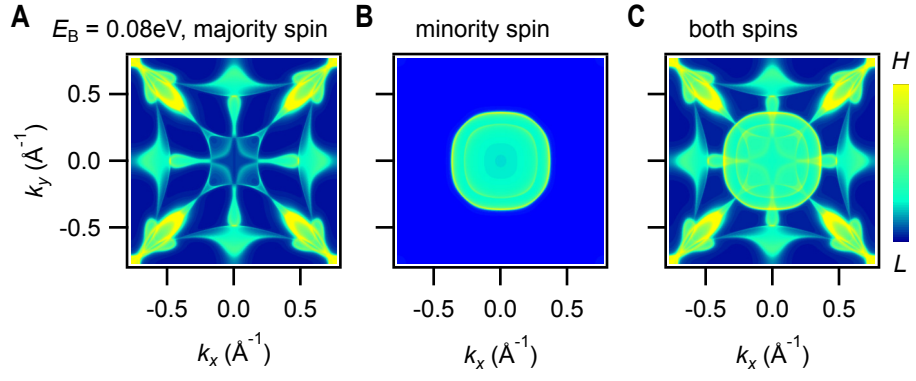 A E_B = 0.08eV, majority spin
B minority spin
C both spins
H
L
k_y (Å⁻¹)
0.5
0.0
-0.5
-0.5 0.0 0.5
k_x (Å⁻¹)
-0.5 0.0 0.5
k_x (Å⁻¹)
-0.5 0.0 0.5
k_x (Å⁻¹)